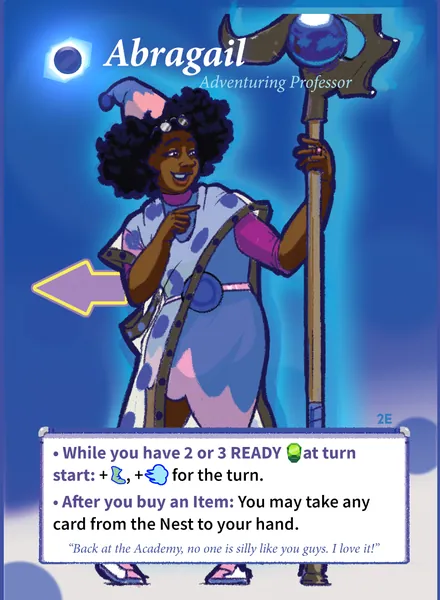 Abragail
Adventuring Professor
2E
• While you have 2 or 3 READY at turn
start: + , + for the turn.
• After you buy an Item: You may take any
card from the Nest to your hand.
“Back at the Academy, no one is silly like you guys. I love it!”